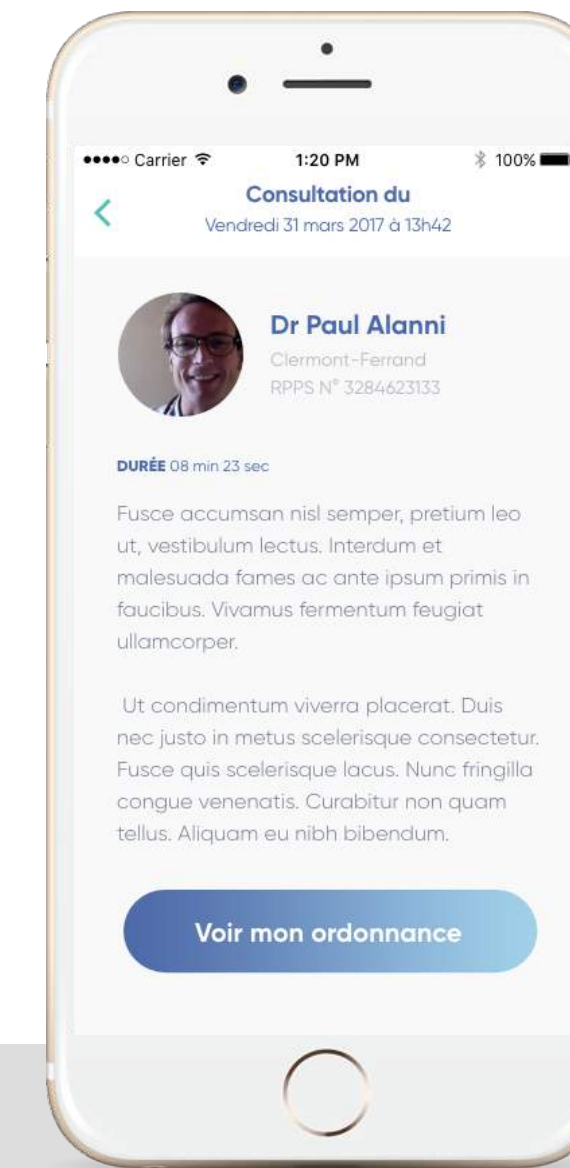 Carrier 1:20 PM 100%
Consultation du
Vendredi 31 mars 2017 à 13h42
Dr Paul Alanni
Clermont-Ferrand
RPPS N° 3284623133
DURÉE 08 min 23 sec
Fusce accumsan nisl semper, pretium leo
ut, vestibulum lectus. Interdum et
malesuada fames ac ante ipsum primis in
faucibus. Vivamus fermentum feugiat
ullamcorper.
Ut condimentum viverra placerat. Duis
nec justo in metus scelerisque consectetur.
Fusce quis scelerisque lacus. Nunc fringilla
congue venenatis. Curabitur non quam
tellus. Aliquam eu nibh bibendum.
Voir mon ordonnance